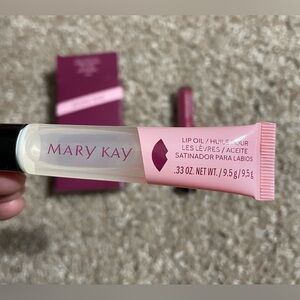 MARY KAY
LIP OIL / HUILE POUR
LES LÈVRES / ACEITE
SATINADOR PARA LABIOS
.33 OZ. NET WT. / 9,5 g / 9.5 g